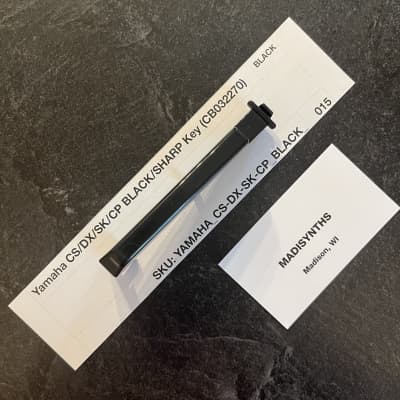 Yamaha CS/DX/SK/CP BLACK/SHARP Key (CB032270)
BLACK
SKU: YAMAHA_CS-DX-SK-CP_BLACK
015
MADISYNTHS
Madison, WI